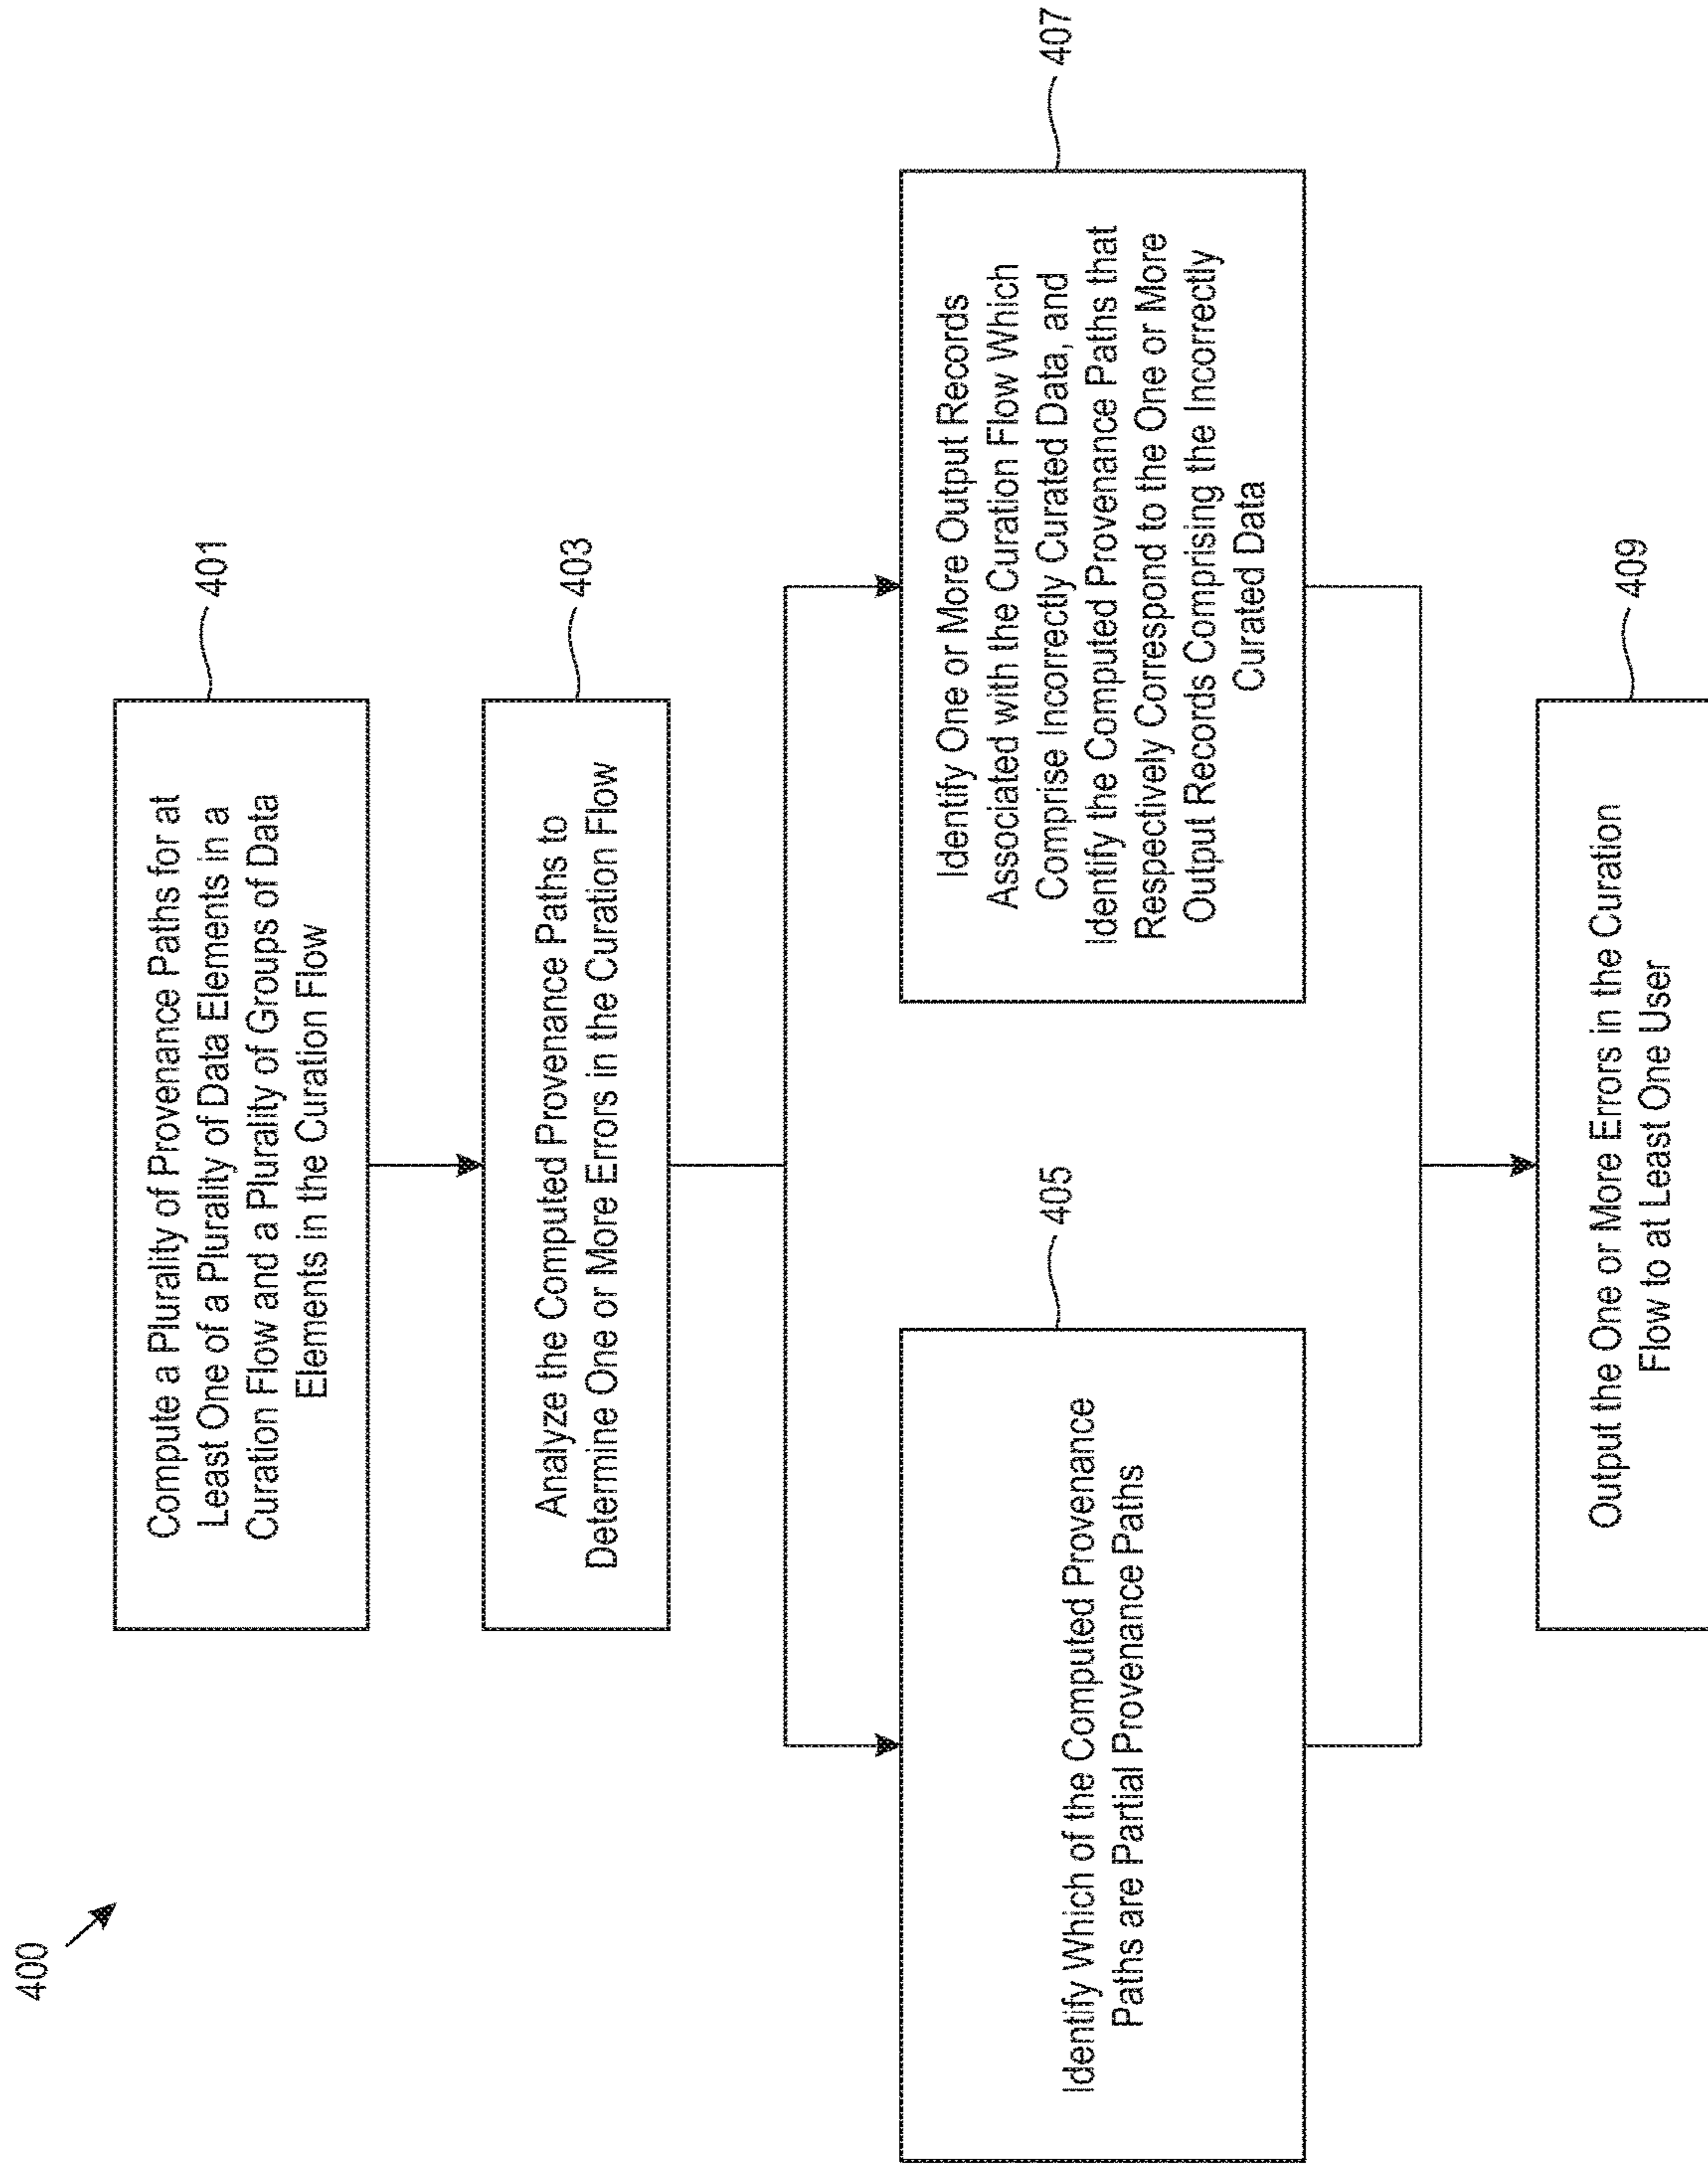 400
Compute a Plurality of Provenance Paths for at
Least One of a Plurality of Data Elements in a
Curation Flow and a Plurality of Groups of Data
Elements in the Curation Flow
401
Analyze the Computed Provenance Paths to
Determine One or More Errors in the Curation Flow
403
Identify Which of the Computed Provenance
Paths are Partial Provenance Paths
405
Identify One or More Output Records
Associated with the Curation Flow Which
Comprise Incorrectly Curated Data, and
Identify the Computed Provenance Paths that
Respectively Correspond to the One or More
Output Records Comprising the Incorrectly
Curated Data
407
Output the One or More Errors in the Curation
Flow to at Least One User
409